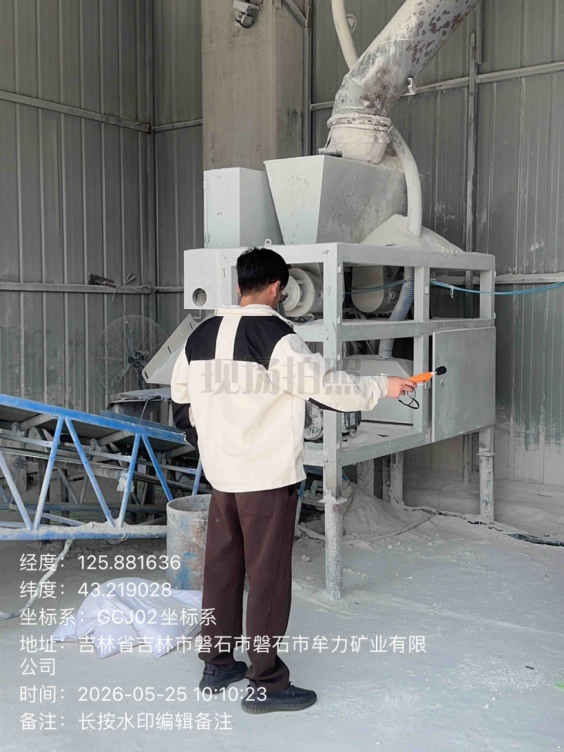 现场拍照
经度：125.881636
纬度：43.219028
坐标系：GCJ02坐标系
地址：吉林省吉林市磐石市磐石市牟力矿业有限
公司
时间：2026-05-25 10:10:23
备注：长按水印编辑备注